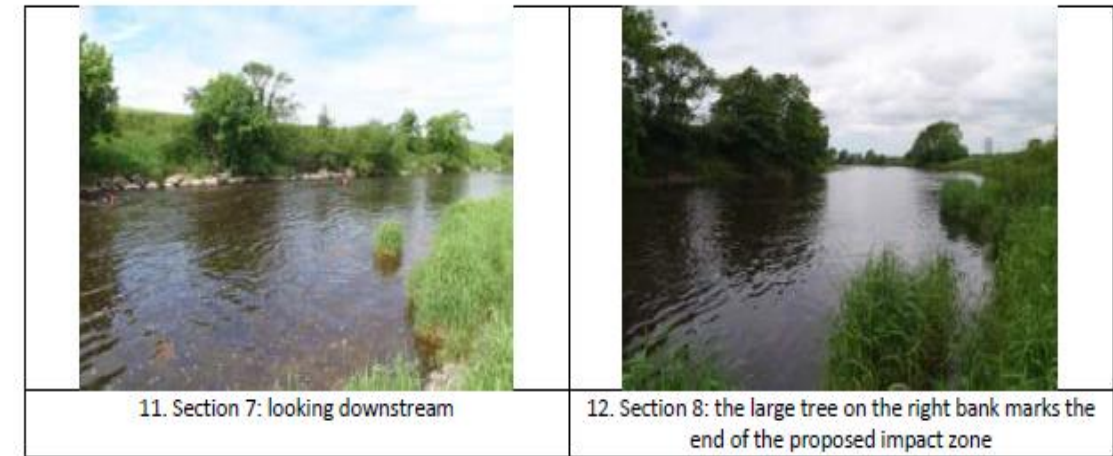 11. Section 7: looking downstream
12. Section 8: the large tree on the right bank marks the
end of the proposed impact zone